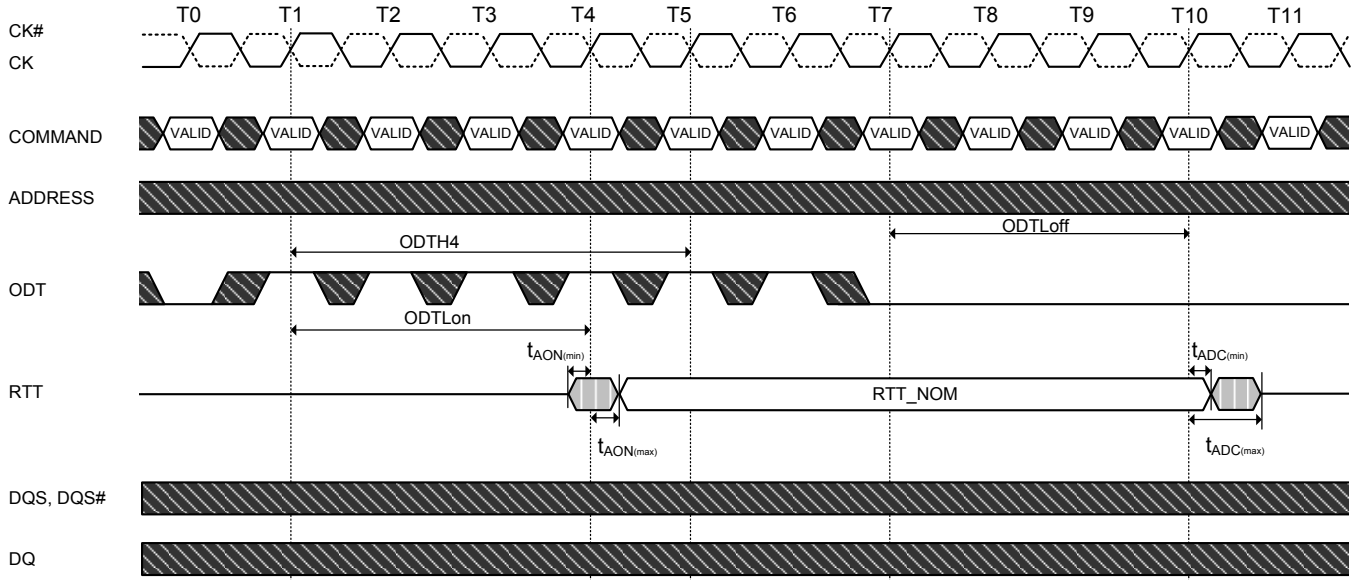 T0 T1 T2 T3 T4 T5 T6 T7 T8 T9 T10 T11
CK#
CK
COMMAND VALID VALID VALID VALID VALID VALID VALID VALID VALID VALID VALID VALID
ADDRESS
ODTLoff
ODTH4
ODT
ODTLon
tAON(min) tADC(min)
RTT RTT_NOM
tAON(max) tADC(max)
DQS, DQS#
DQ